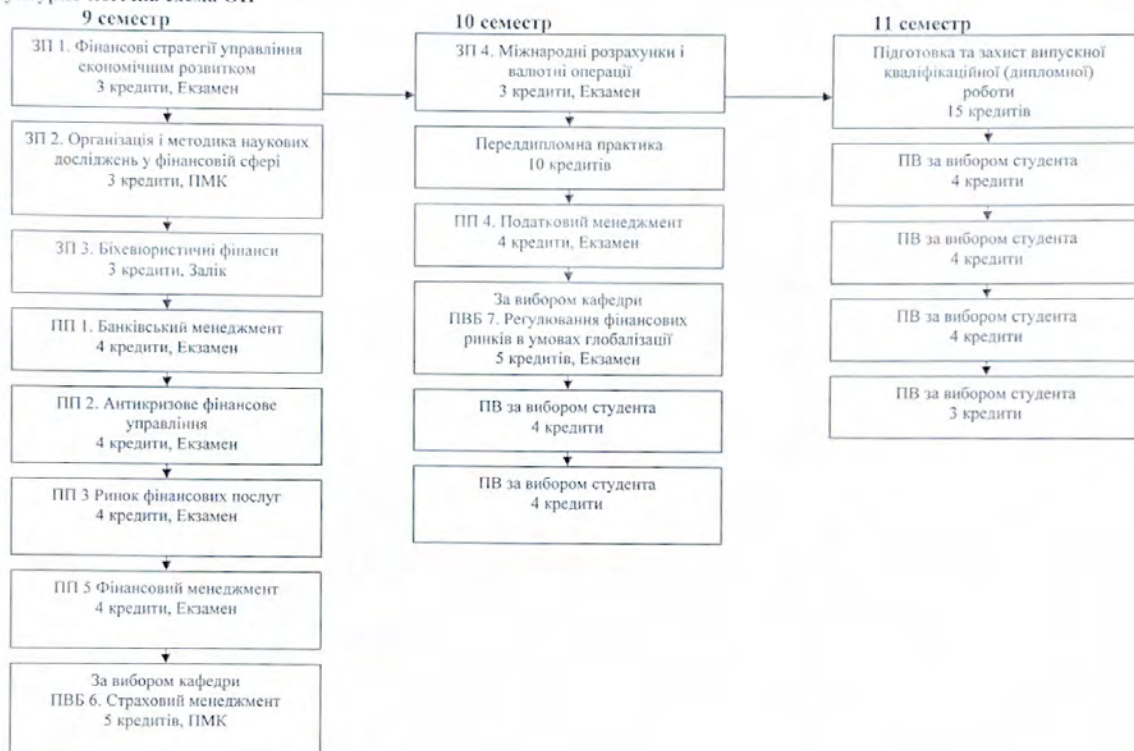 9 семестр
ЗП 1. Фінансові стратегії управління
економічним розвитком
3 кредити, Екзамен
ЗП 2. Організація і методика наукових
досліджень у фінансовій сфері
3 кредити, ПМК
ЗП 3. Біхевіористичні фінанси
3 кредити, Залік
ПП 1. Банківський менеджмент
4 кредити, Екзамен
ПП 2. Антикризове фінансове
управління
4 кредити, Екзамен
ПП 3 Ринок фінансових послуг
4 кредити, Екзамен
ПП 5 Фінансовий менеджмент
4 кредити, Екзамен
За вибором кафедри
ПВБ 6. Страховий менеджмент
5 кредитів, ПМК
10 семестр
ЗП 4. Міжнародні розрахунки і
валютні операції
3 кредити, Екзамен
Переддипломна практика
10 кредитів
ПП 4. Податковий менеджмент
4 кредити, Екзамен
За вибором кафедри
ПВБ 7. Регулювання фінансових
ринків в умовах глобалізації
5 кредитів, Екзамен
ПВ за вибором студента
4 кредити
ПВ за вибором студента
4 кредити
11 семестр
Підготовка та захист випускної
кваліфікаційної (дипломної)
роботи
15 кредитів
ПВ за вибором студента
4 кредити
ПВ за вибором студента
4 кредити
ПВ за вибором студента
4 кредити
ПВ за вибором студента
3 кредити